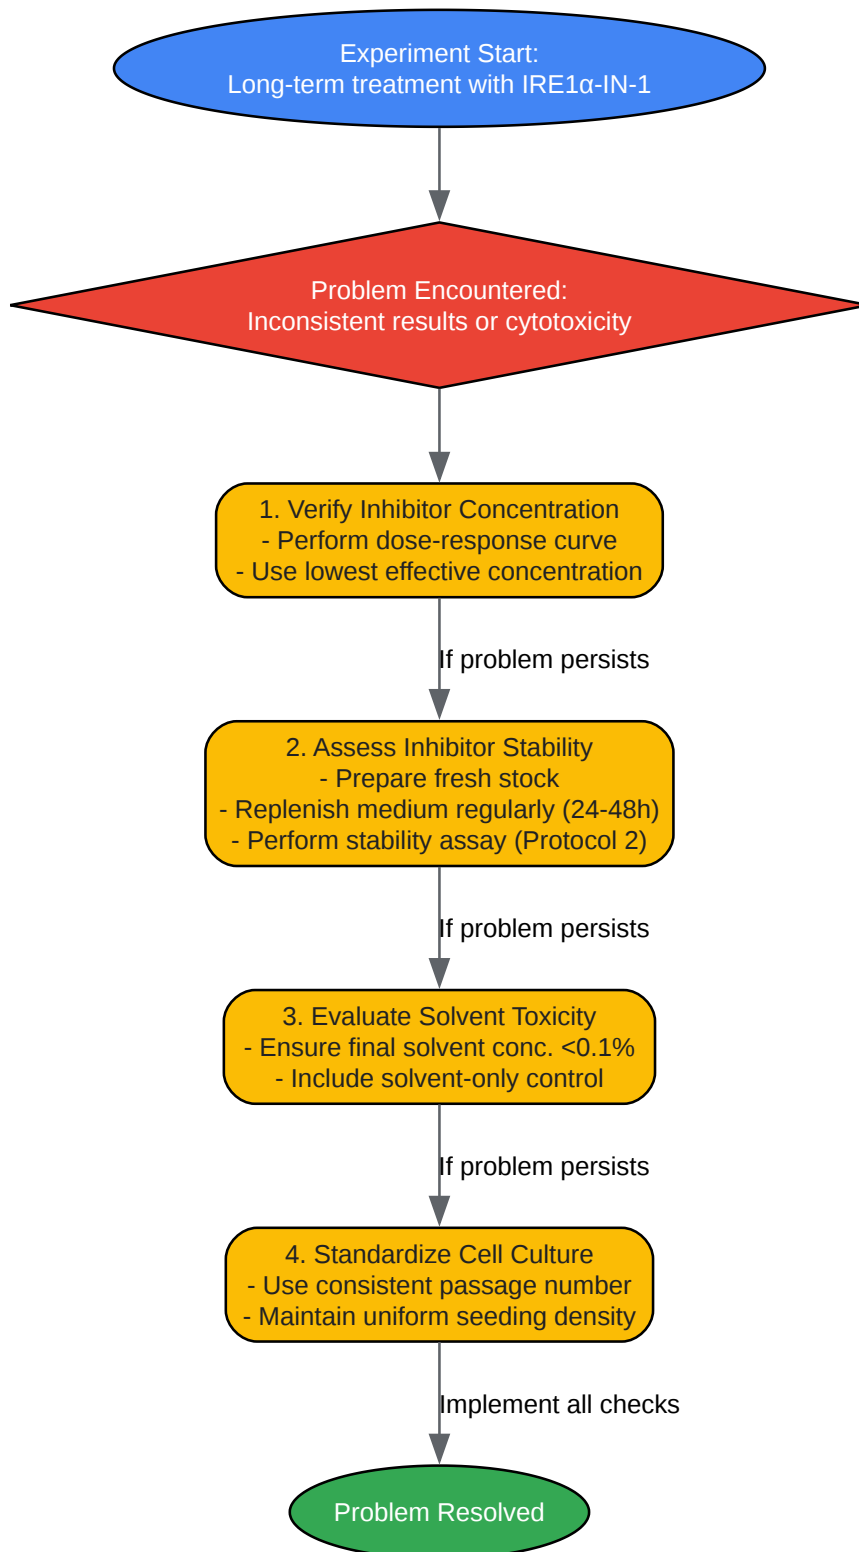 Experiment Start:
Long-term treatment with IRE1α-IN-1
Problem Encountered:
Inconsistent results or cytotoxicity
1. Verify Inhibitor Concentration
- Perform dose-response curve
- Use lowest effective concentration
If problem persists
2. Assess Inhibitor Stability
- Prepare fresh stock
- Replenish medium regularly (24-48h)
- Perform stability assay (Protocol 2)
If problem persists
3. Evaluate Solvent Toxicity
- Ensure final solvent conc. <0.1%
- Include solvent-only control
If problem persists
4. Standardize Cell Culture
- Use consistent passage number
- Maintain uniform seeding density
Implement all checks
Problem Resolved